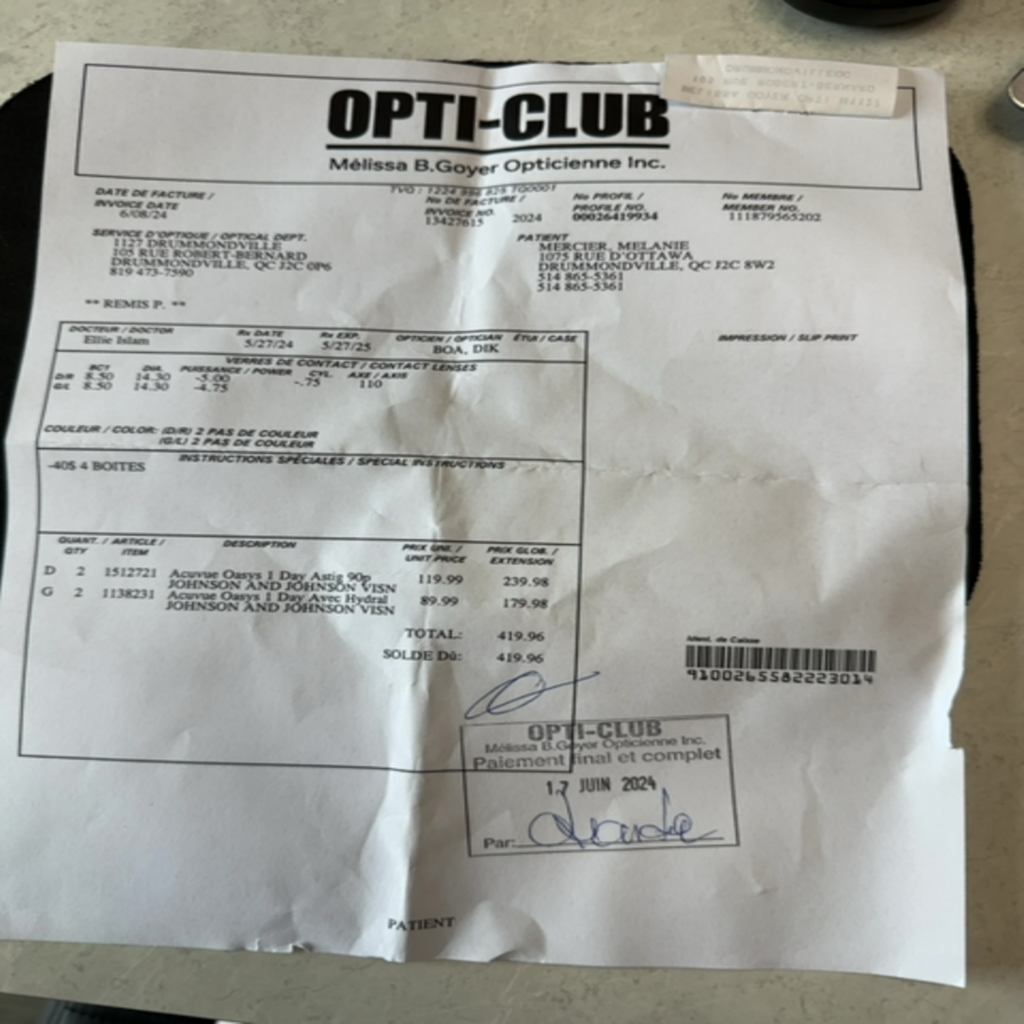 OPTI-CLUB
Mélissa B.Goyer Opticienne Inc.
DATE DE FACTURE /
INVOICE DATE
6/08/24
No DE FACTURE /
INVOICE NO.
13427615
2024
No PROFIL /
PROFILE NO.
00026419934
No MEMBRE /
MEMBER NO.
111879565202
SERVICE D'OPTIQUE / OPTICAL DEPT.
1127 DRUMMONDVILLE
105 RUE ROBERT-BERNARD
DRUMMONDVILLE, QC J2C 0P6
819 473-7590
PATIENT
MERCIER, MELANIE
1075 RUE D'OTTAWA
DRUMMONDVILLE, QC J2C 8W2
514 865-5361
514 865-5361
** REMIS P. **
DOCTEUR / DOCTOR Rx DATE Rx EXP. OPTICIEN / OPTICIAN ÉTUI / CASE
Ellie Islam 5/27/24 5/27/25 BOA, DIK
IMPRESSION / SLIP PRINT
VERRES DE CONTACT / CONTACT LENSES
BC1 DIA. PUISSANCE / POWER CYL. AXE / AXIS
D/R 8.50 14.30 -5.00 -.75 110
G/L 8.50 14.30 -4.75
COULEUR / COLOR: (D/R) 2 PAS DE COULEUR
(G/L) 2 PAS DE COULEUR
INSTRUCTIONS SPÉCIALES / SPECIAL INSTRUCTIONS
-40$ 4 BOITES
QUANT. / ARTICLE / DESCRIPTION PRIX UNI. / PRIX GLOB. /
QTY ITEM UNIT PRICE EXTENSION
D 2 1512721 Acuvue Oasys 1 Day Astig 90p 119.99 239.98
JOHNSON AND JOHNSON VISN
G 2 1138231 Acuvue Oasys 1 Day Avec Hydral 89.99 179.98
JOHNSON AND JOHNSON VISN
TOTAL: 419.96
SOLDE Dû: 419.96
Ident. de Caisse
9100265582223014
OPTI-CLUB
Mélissa B.Goyer Opticienne Inc.
Paiement final et complet
17 JUIN 2024
Par:
PATIENT